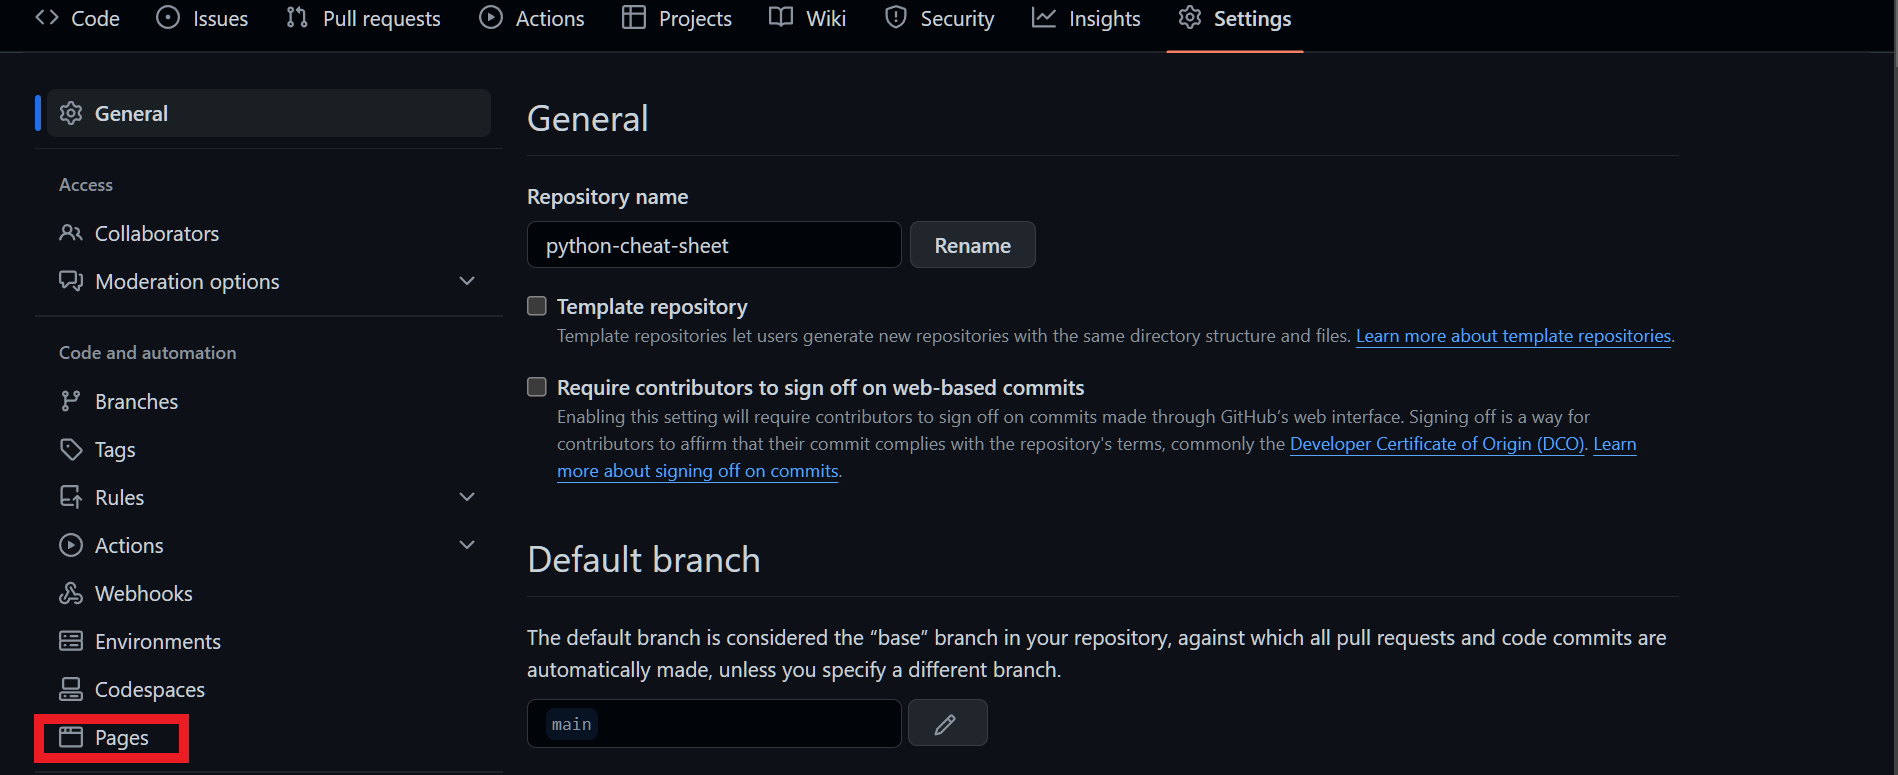 Code Issues Pull requests Actions Projects Wiki Security Insights Settings
General
Access
Collaborators
Moderation options
Code and automation
Branches
Tags
Rules
Actions
Webhooks
Environments
Codespaces
Pages
General
Repository name
python-cheat-sheet Rename
Template repository
Template repositories let users generate new repositories with the same directory structure and files. Learn more about template repositories.
Require contributors to sign off on web-based commits
Enabling this setting will require contributors to sign off on commits made through GitHub’s web interface. Signing off is a way for
contributors to affirm that their commit complies with the repository's terms, commonly the Developer Certificate of Origin (DCO). Learn
more about signing off on commits.
Default branch
The default branch is considered the “base” branch in your repository, against which all pull requests and code commits are
automatically made, unless you specify a different branch.
main